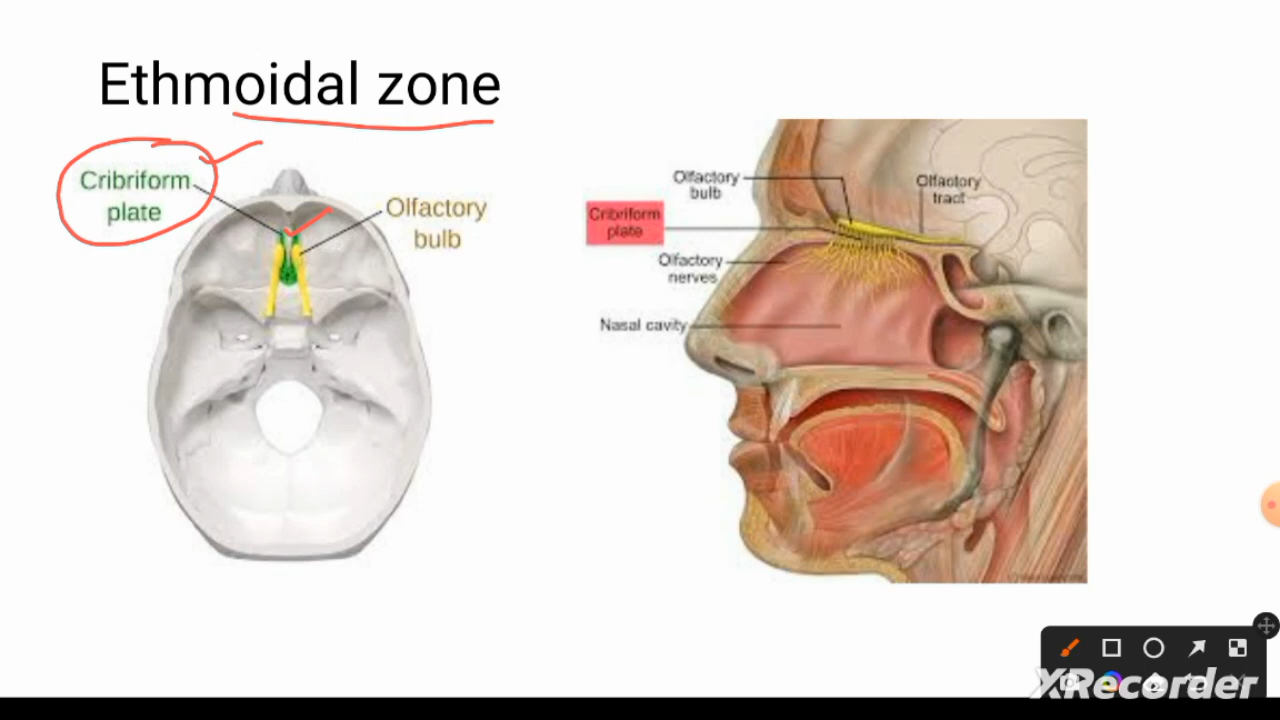 Ethmoidal zone
Cribriform
plate
Olfactory
bulb
Olfactory
bulb
Olfactory
tract
Cribriform
plate
Olfactory
nerves
Nasal cavity
XRecorder